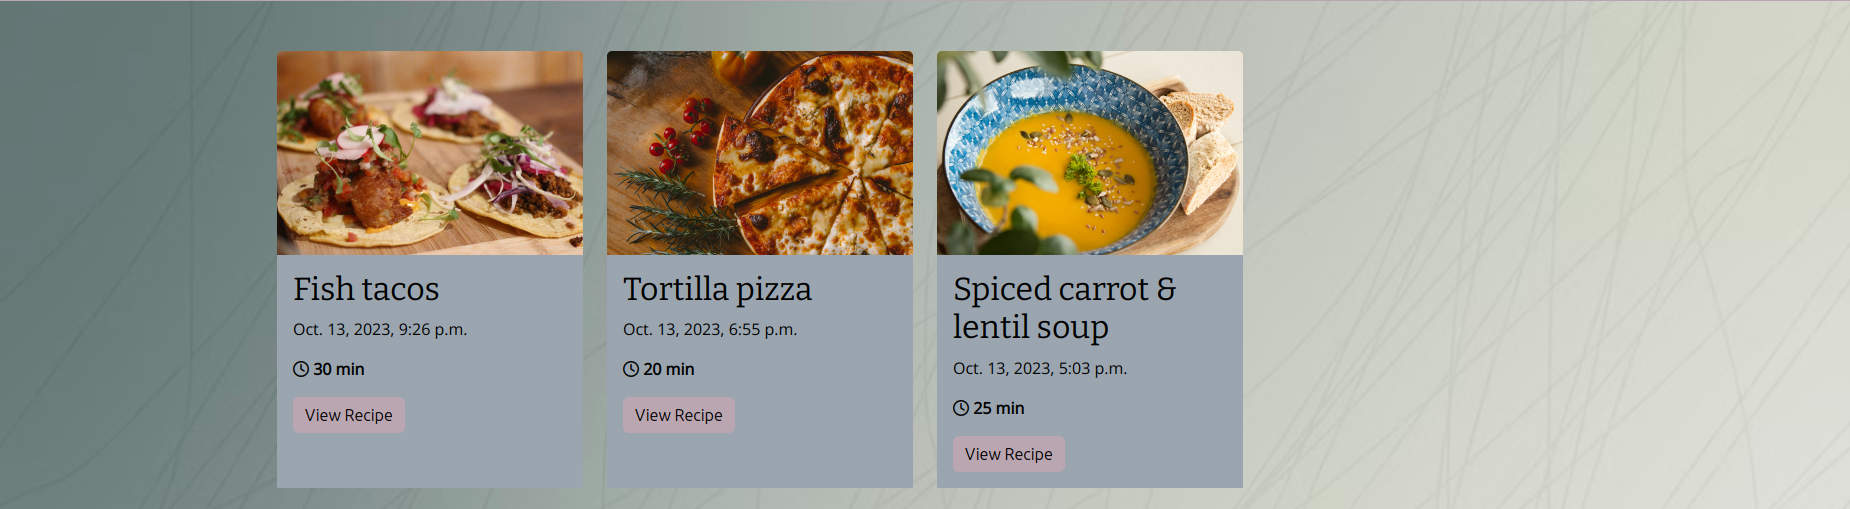 Fish tacos
Oct. 13, 2023, 9:26 p.m.
30 min
View Recipe
Tortilla pizza
Oct. 13, 2023, 6:55 p.m.
20 min
View Recipe
Spiced carrot &
lentil soup
Oct. 13, 2023, 5:03 p.m.
25 min
View Recipe